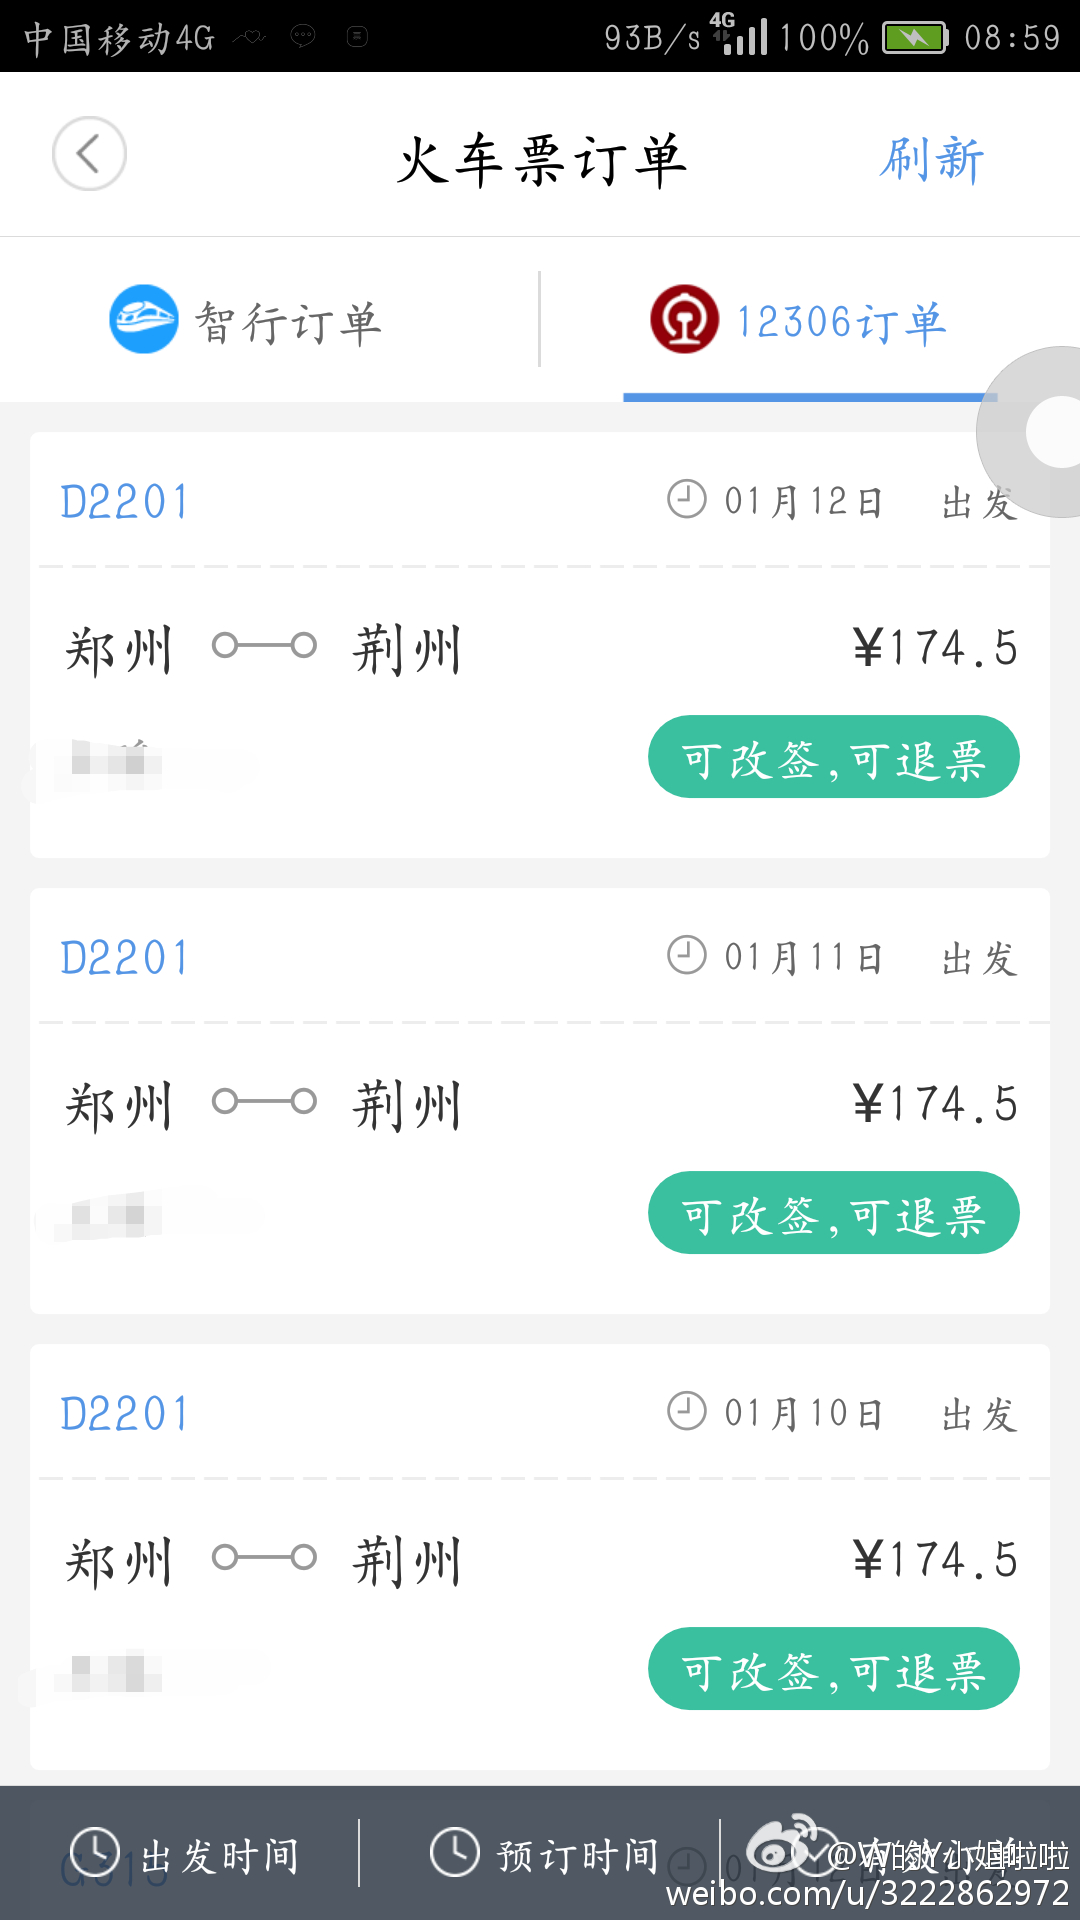 中国移动4G 93B/s 4G 100% 08:59
火车票订单 刷新
智行订单 12306订单
D2201 01月12日 出发
郑州 荆州 ¥174.5
可改签,可退票
D2201 01月11日 出发
郑州 荆州 ¥174.5
可改签,可退票
D2201 01月10日 出发
郑州 荆州 ¥174.5
可改签,可退票
出发时间 预订时间
@W的Y小姐啦啦
weibo.com/u/3222862972